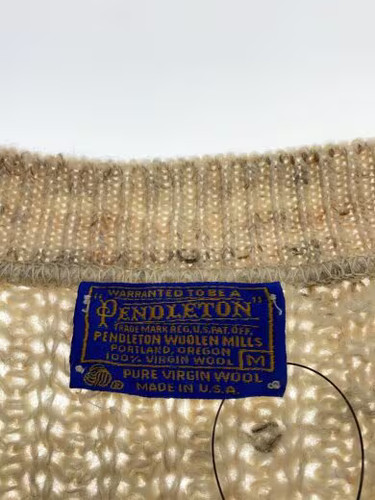 "WARRANTED TO BE A
PENDLETON"
TRADE MARK REG. U.S. PAT. OFF.
PENDLETON WOOLEN MILLS
PORTLAND, OREGON
100% VIRGIN WOOL M
PURE VIRGIN WOOL
MADE IN U.S.A.